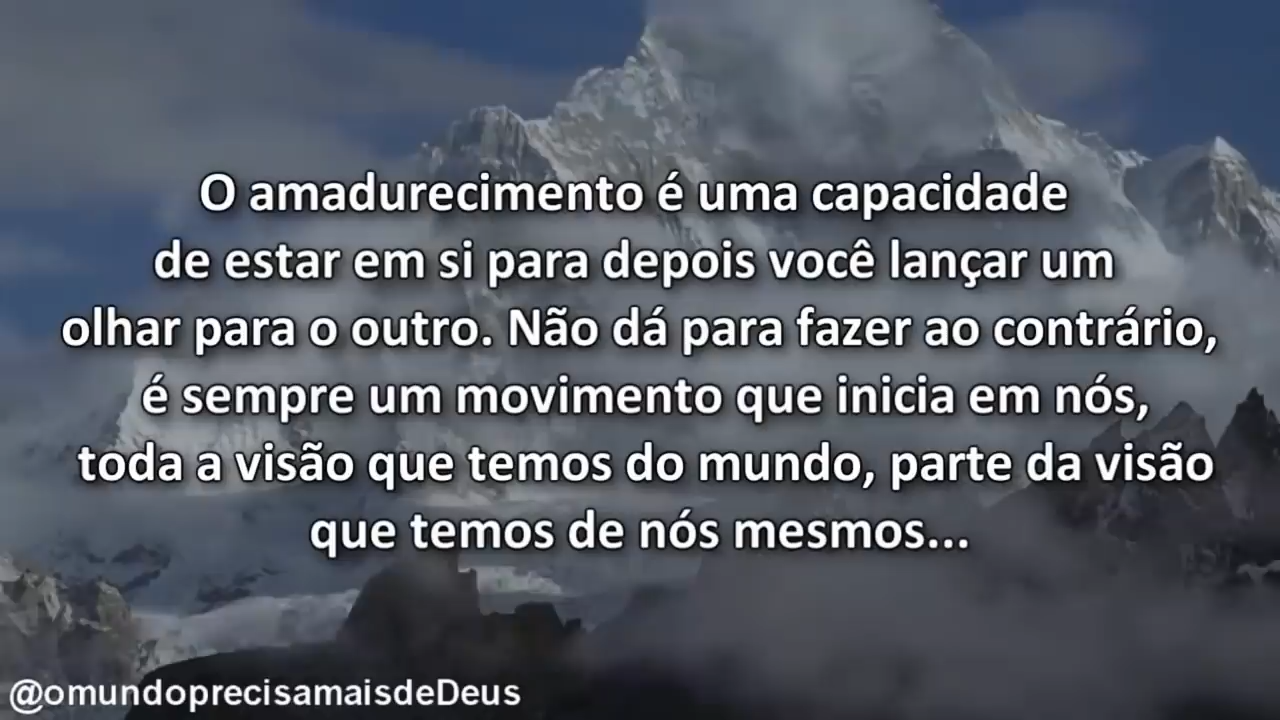 O amadurecimento é uma capacidade
de estar em si para depois você lançar um
olhar para o outro. Não dá para fazer ao contrário,
é sempre um movimento que inicia em nós,
toda a visão que temos do mundo, parte da visão
que temos de nós mesmos...
@omundoprecisamaisdeDeus